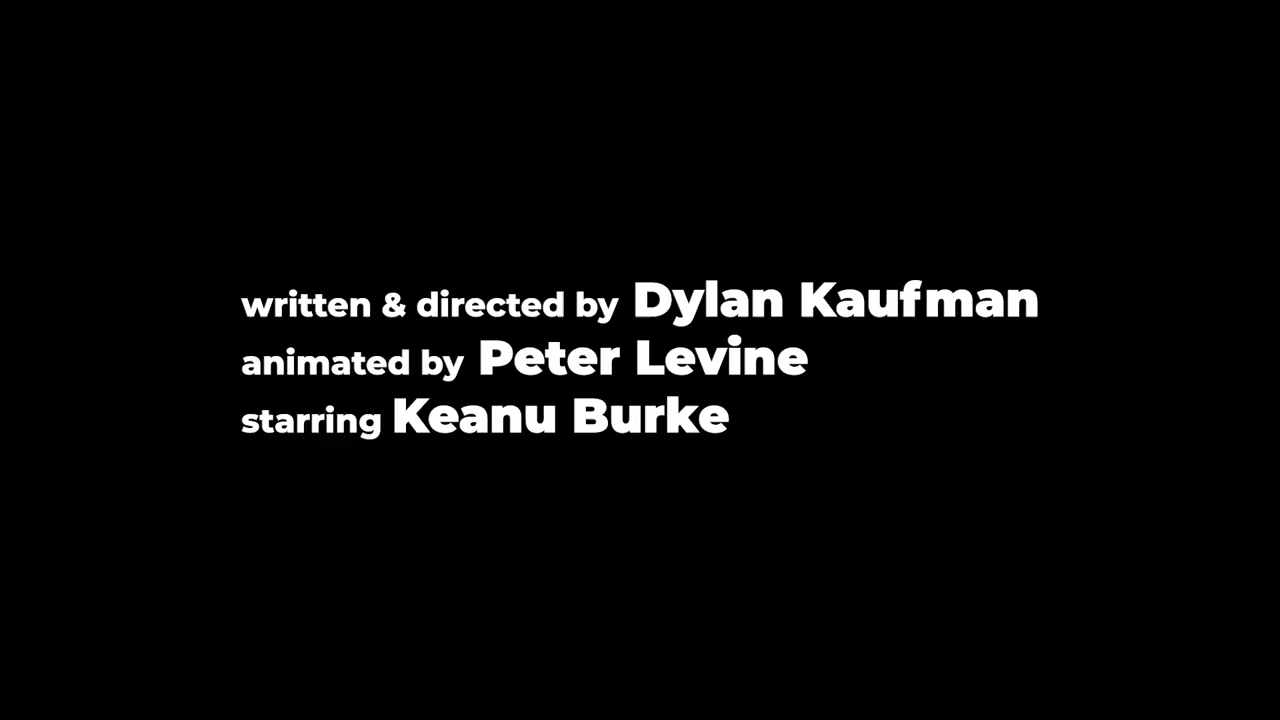 written & directed by Dylan Kaufman
animated by Peter Levine
starring Keanu Burke